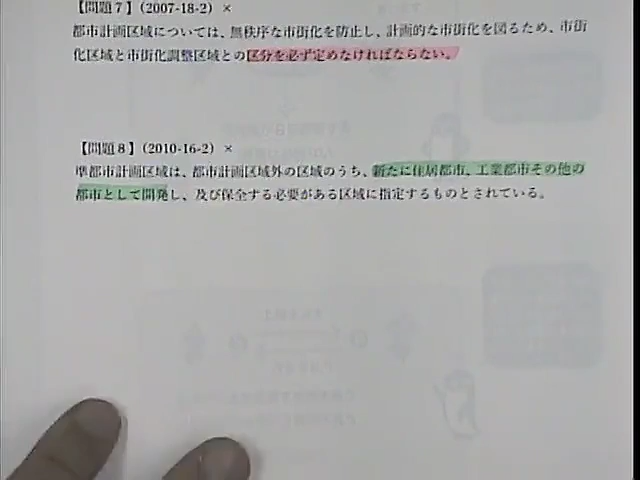 【問題7】(2007-18-2) ×
都市計画区域については、無秩序な市街化を防止し、計画的な市街化を図るため、市街
化区域と市街化調整区域との区分を必ず定めなければならない。
【問題8】(2010-16-2) ×
準都市計画区域は、都市計画区域外の区域のうち、新たに住居都市、工業都市その他の
都市として開発し、及び保全する必要がある区域に指定するものとされている。